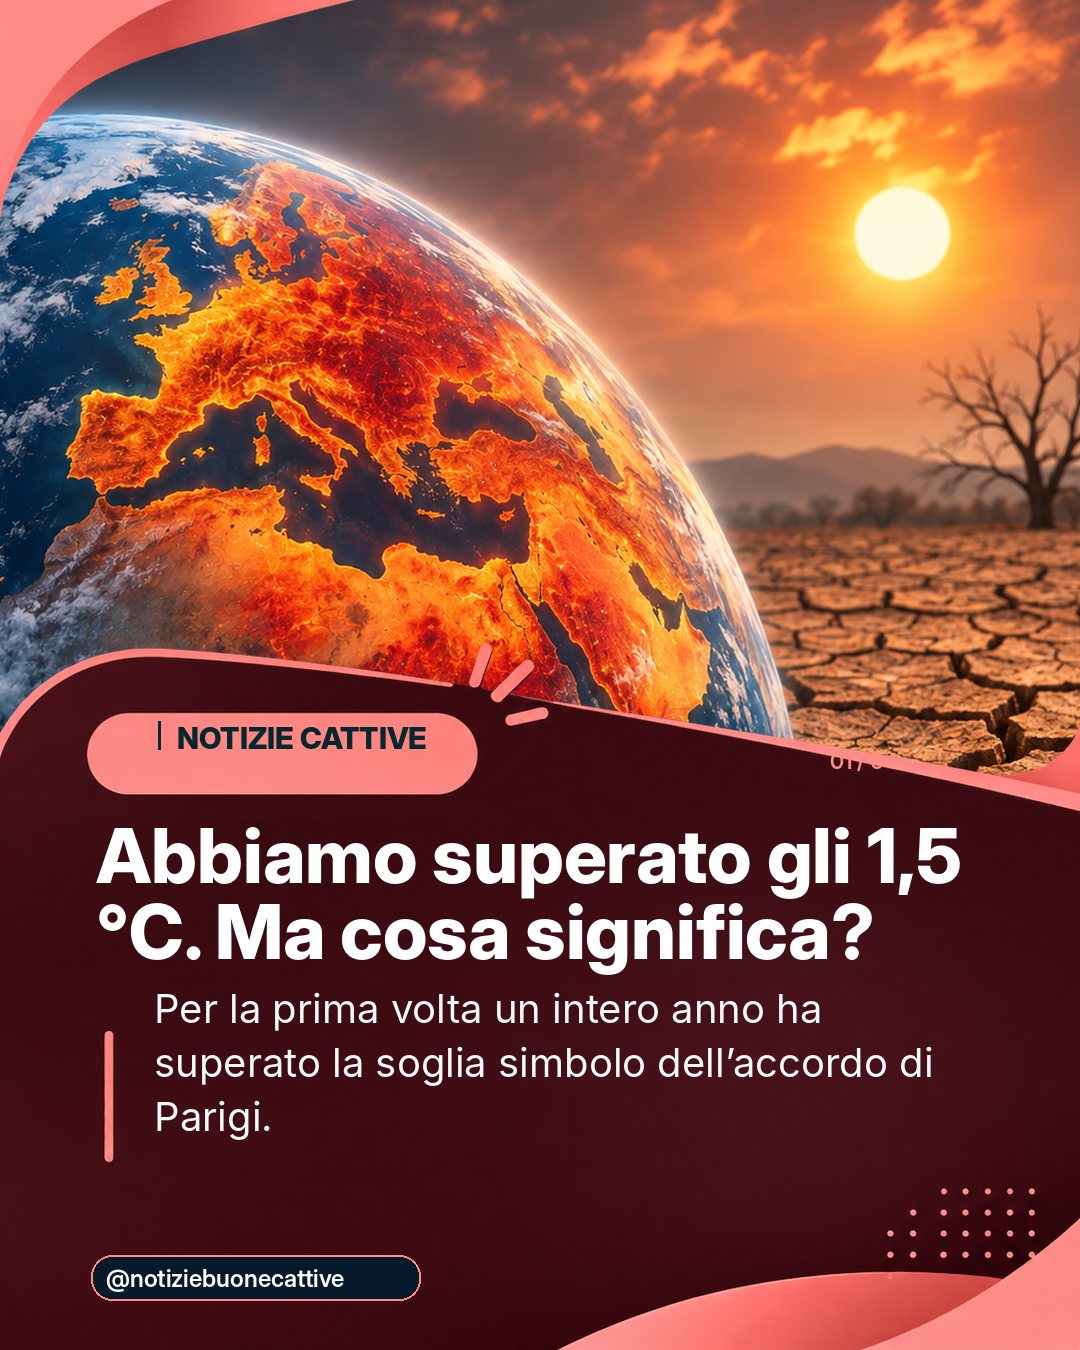 | NOTIZIE CATTIVE
Abbiamo superato gli 1,5
°C. Ma cosa significa?
Per la prima volta un intero anno ha
superato la soglia simbolo dell’accordo di
Parigi.
@notiziebuonecattive